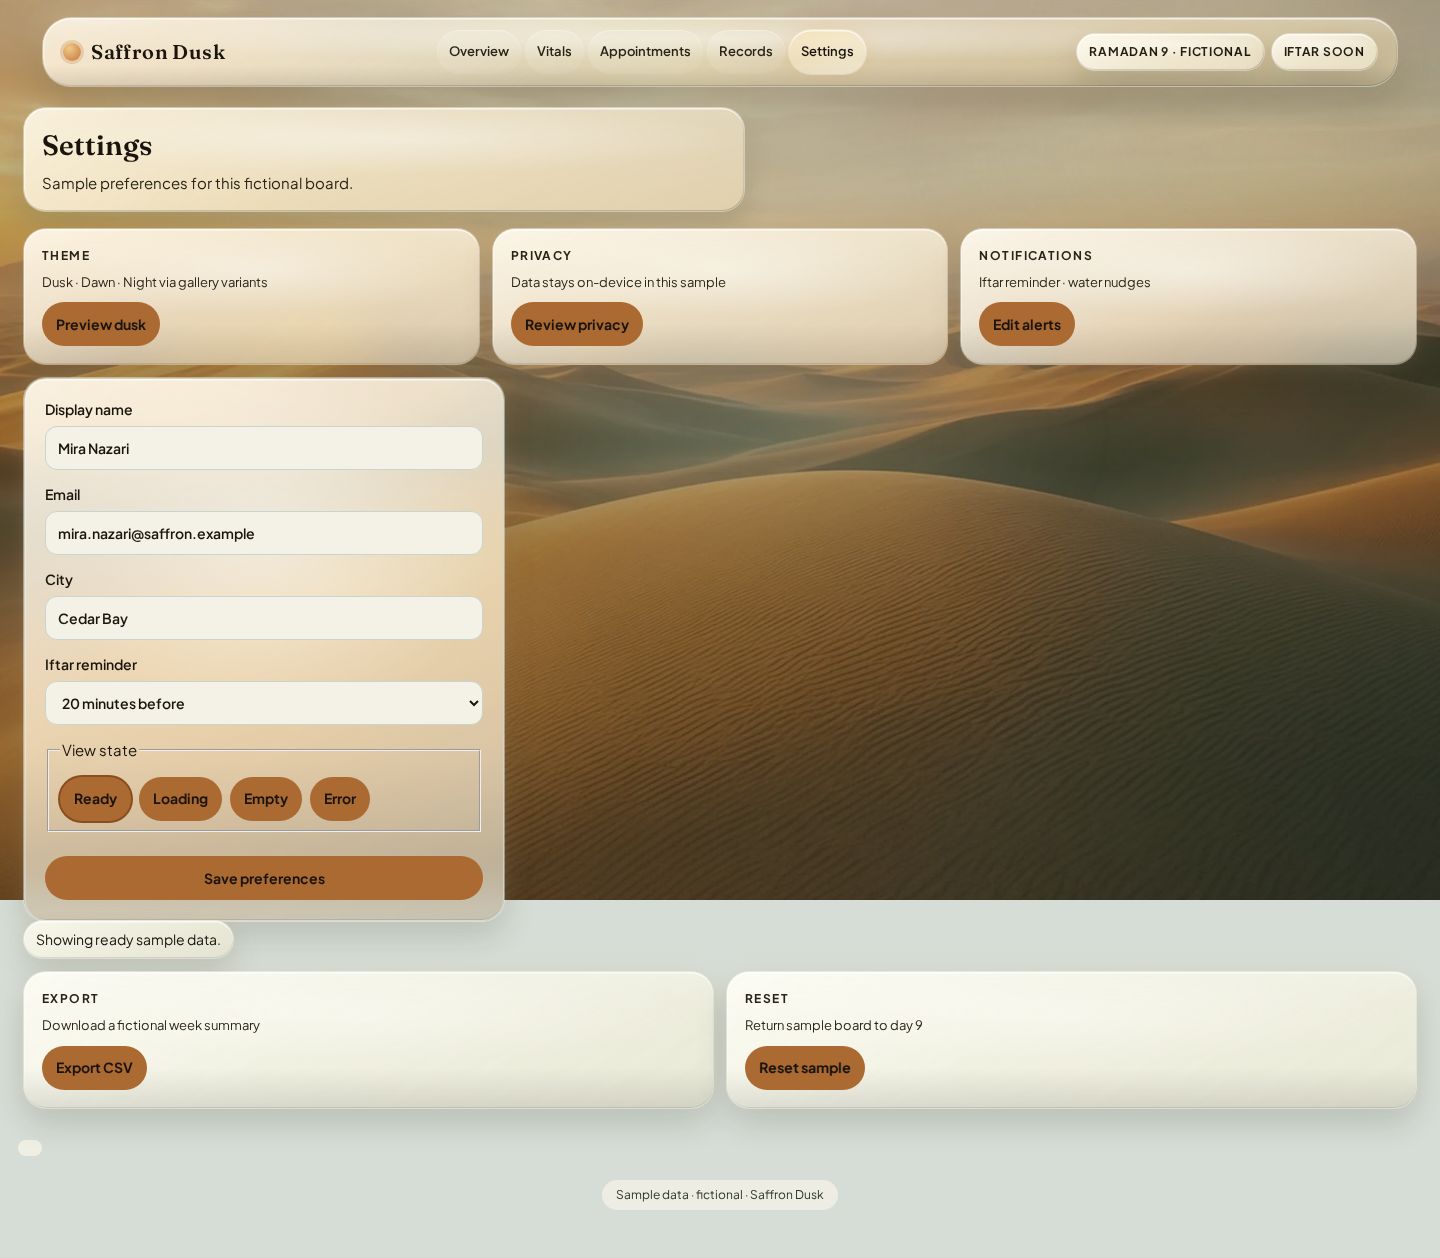 Saffron Dusk
Overview
Vitals
Appointments
Records
Settings
RAMADAN 9 · FICTIONAL
IFTAR SOON
Settings
Sample preferences for this fictional board.
THEME
Dusk · Dawn · Night via gallery variants
Preview dusk
PRIVACY
Data stays on-device in this sample
Review privacy
NOTIFICATIONS
Iftar reminder · water nudges
Edit alerts
Display name
Mira Nazari
Email
mira.nazari@saffron.example
City
Cedar Bay
Iftar reminder
20 minutes before
View state
Ready
Loading
Empty
Error
Save preferences
Showing ready sample data.
EXPORT
Download a fictional week summary
Export CSV
RESET
Return sample board to day 9
Reset sample
Sample data · fictional · Saffron Dusk